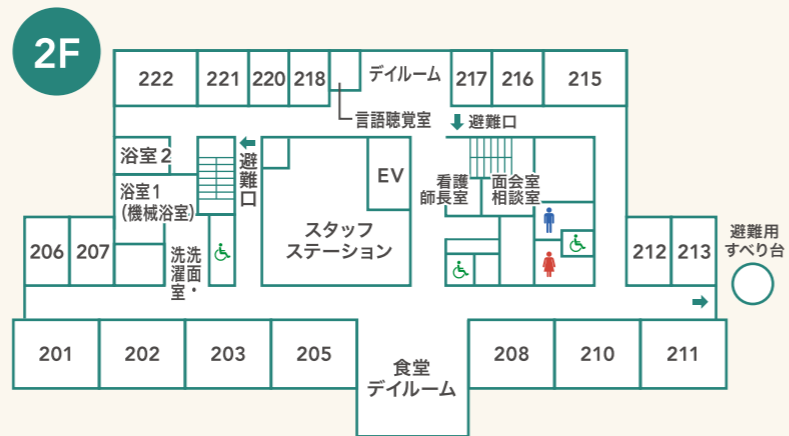 2F
222
221
220
218
デイルーム
217
216
215
言語聴覚室
避難口
浴室2
浴室1
(機械浴室)
避難口
EV
看護
師長室
面会室
相談室
スタッフ
ステーション
206
207
洗面・
洗濯室
212
213
避難用
すべり台
201
202
203
205
食堂
デイルーム
208
210
211